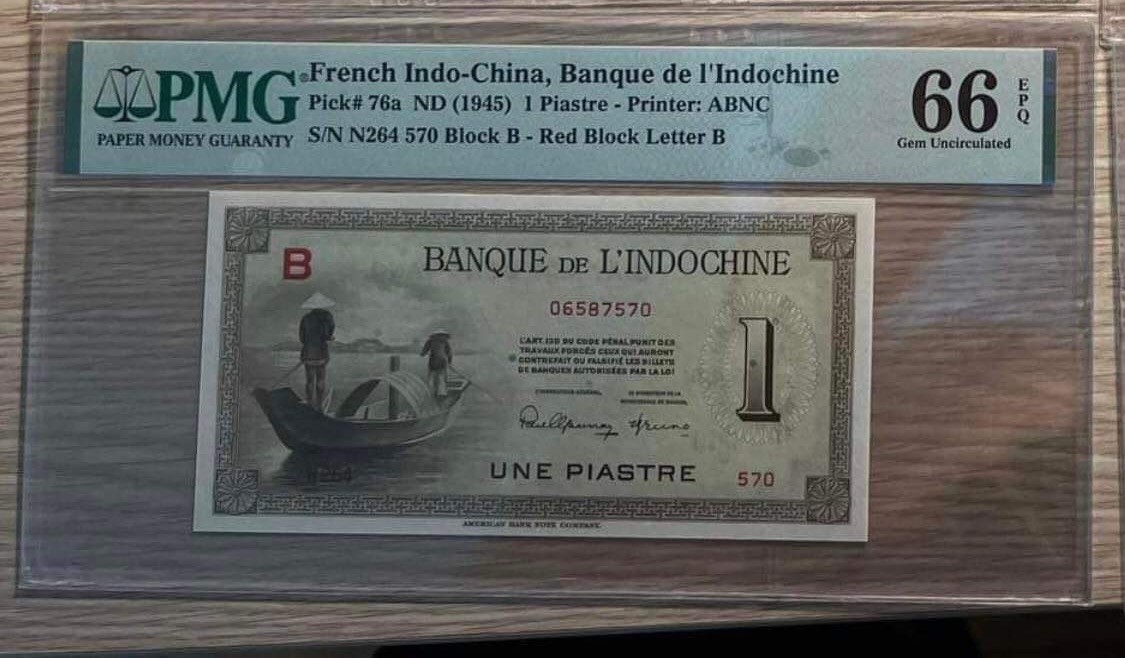 PMG
PAPER MONEY GUARANTY
French Indo-China, Banque de l'Indochine
Pick# 76a ND (1945) 1 Piastre - Printer: ABNC
S/N N264 570 Block B - Red Block Letter B
66
EPQ
Gem Uncirculated
B
BANQUE DE L'INDOCHINE
06587570
L'ART. 139 DU CODE PÉNAL PUNIT DES
TRAVAUX FORCÉS CEUX QUI AURONT
CONTREFAIT OU FALSIFIÉ LES BILLETS
DE BANQUES AUTORISÉES PAR LA LOI
1
UNE PIASTRE
570
AMERICAN BANK NOTE COMPANY.